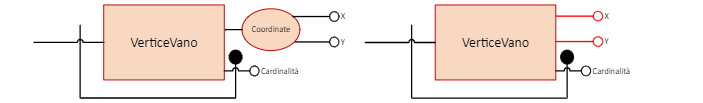 X
VerticeVano
Coordinate
Y
Cardinalità
X
VerticeVano
Y
Cardinalità